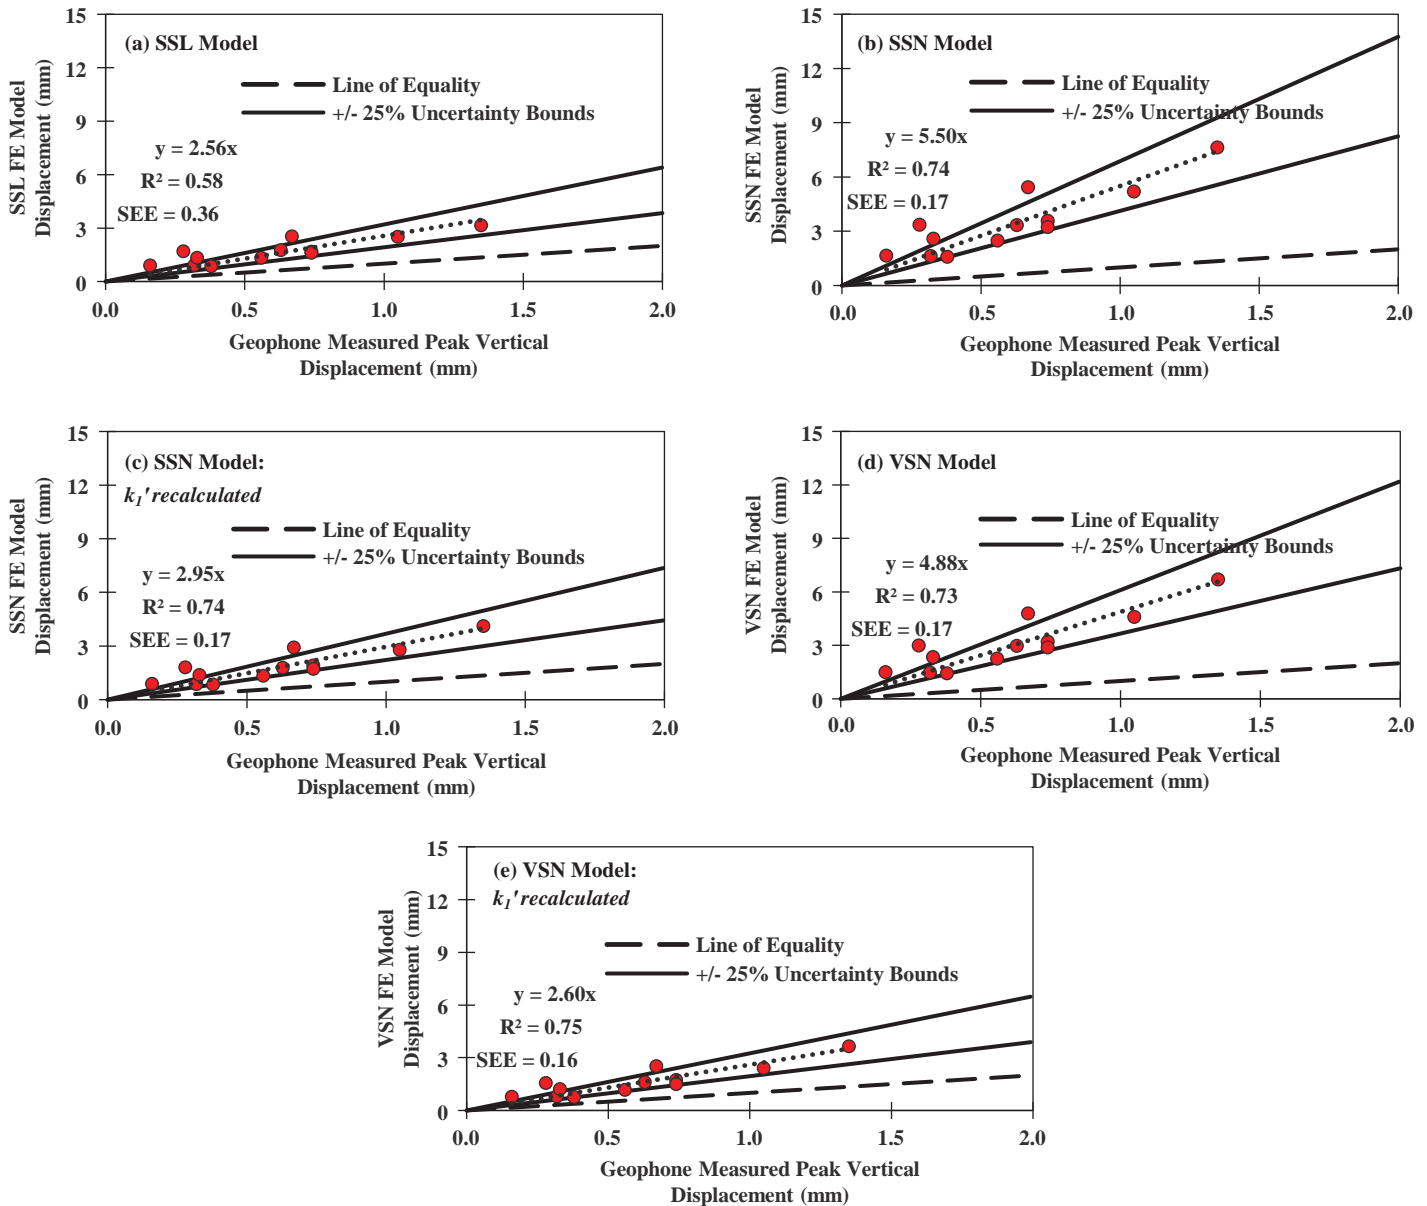 (a) SSL Model
Line of Equality
+/- 25% Uncertainty Bounds
y = 2.56x
R² = 0.58
SEE = 0.36
SSL FE Model
Displacement (mm)
15
12
9
6
3
0
0.0 0.5 1.0 1.5 2.0
Geophone Measured Peak Vertical
Displacement (mm)
(b) SSN Model
Line of Equality
+/- 25% Uncertainty Bounds
y = 5.50x
R² = 0.74
SEE = 0.17
SSN FE Model
Displacement (mm)
15
12
9
6
3
0
0.0 0.5 1.0 1.5 2.0
Geophone Measured Peak Vertical
Displacement (mm)
(c) SSN Model:
k₁' recalculated
Line of Equality
+/- 25% Uncertainty Bounds
y = 2.95x
R² = 0.74
SEE = 0.17
SSN FE Model
Displacement (mm)
15
12
9
6
3
0
0.0 0.5 1.0 1.5 2.0
Geophone Measured Peak Vertical
Displacement (mm)
(d) VSN Model
Line of Equality
+/- 25% Uncertainty Bounds
y = 4.88x
R² = 0.73
SEE = 0.17
VSN FE Model
Displacement (mm)
15
12
9
6
3
0
0.0 0.5 1.0 1.5 2.0
Geophone Measured Peak Vertical
Displacement (mm)
(e) VSN Model:
k₁' recalculated
Line of Equality
+/- 25% Uncertainty Bounds
y = 2.60x
R² = 0.75
SEE = 0.16
VSN FE Model
Displacement (mm)
15
12
9
6
3
0
0.0 0.5 1.0 1.5 2.0
Geophone Measured Peak Vertical
Displacement (mm)